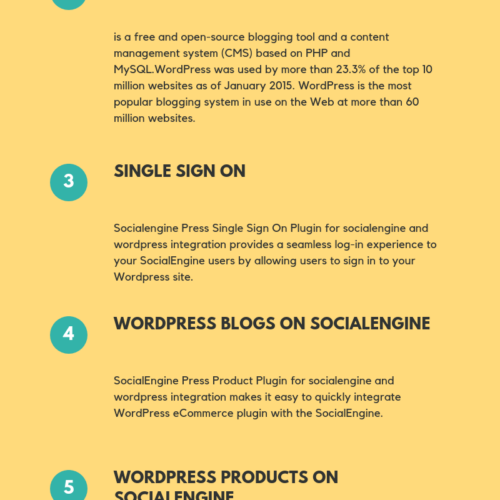 is a free and open-source blogging tool and a content
management system (CMS) based on PHP and
MySQL.WordPress was used by more than 23.3% of the top 10
million websites as of January 2015. WordPress is the most
popular blogging system in use on the Web at more than 60
million websites.
3
SINGLE SIGN ON
Socialengine Press Single Sign On Plugin for socialengine and
wordpress integration provides a seamless log-in experience to
your SocialEngine users by allowing users to sign in to your
Wordpress site.
4
WORDPRESS BLOGS ON SOCIALENGINE
SocialEngine Press Product Plugin for socialengine and
wordpress integration makes it easy to quickly integrate
WordPress eCommerce plugin with the SocialEngine.
5
WORDPRESS PRODUCTS ON
SOCIALENGINE